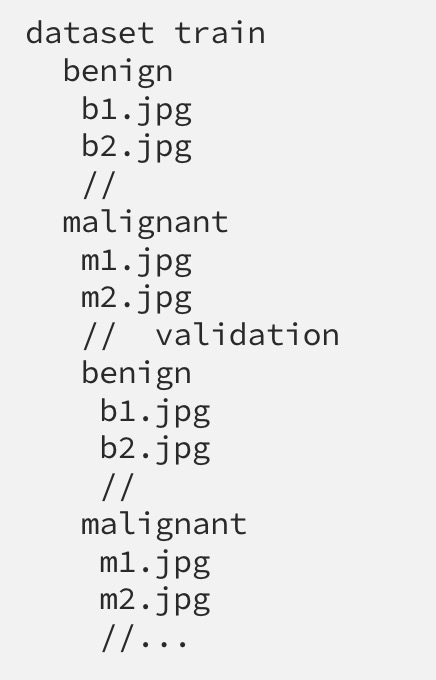 dataset train
benign
b1.jpg
b2.jpg
//
malignant
m1.jpg
m2.jpg
// validation
benign
b1.jpg
b2.jpg
//
malignant
m1.jpg
m2.jpg
//...